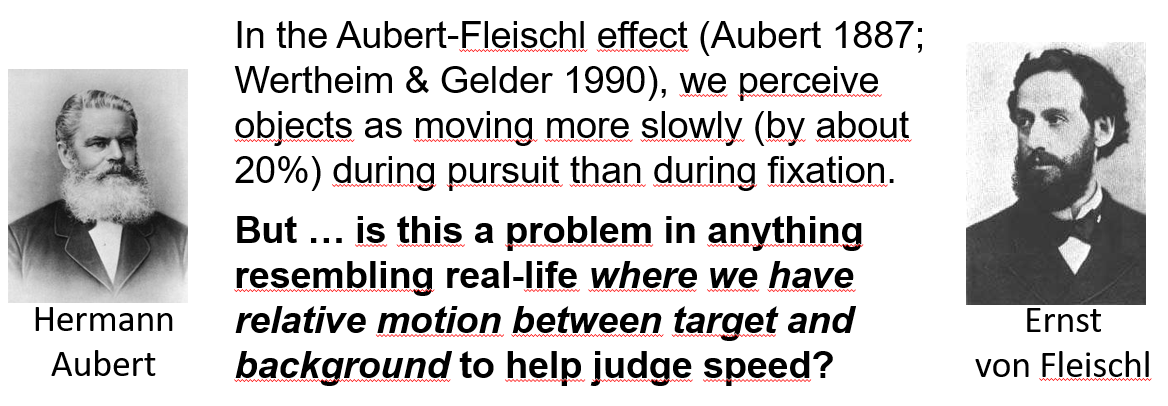 In the Aubert-Fleischl effect (Aubert 1887;
Wertheim & Gelder 1990), we perceive
objects as moving more slowly (by about
20%) during pursuit than during fixation.
But … is this a problem in anything
resembling real-life where we have
relative motion between target and
background to help judge speed?
Hermann
Aubert
Ernst
von Fleischl